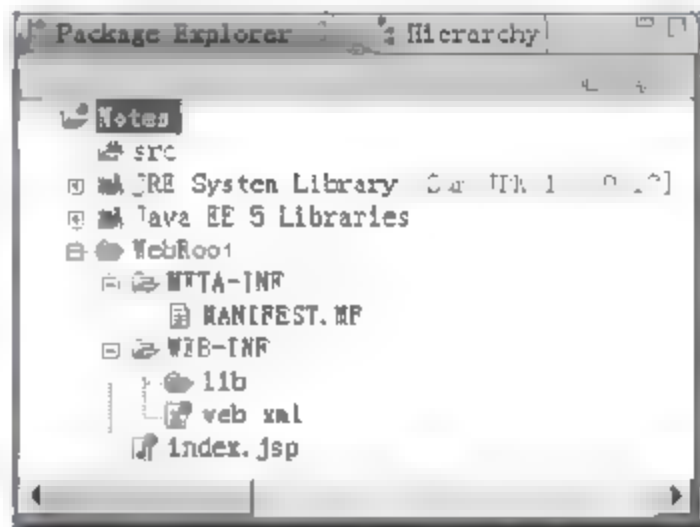 Package Explorer Hierarchy
Notes
src
JRE System Library
Java EE 5 Libraries
WebRoot
META-INF
MANIFEST.MF
WEB-INF
lib
web.xml
index.jsp